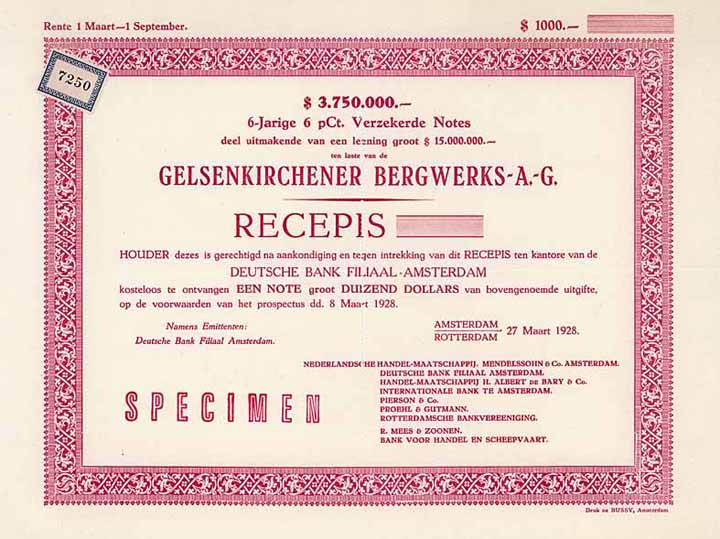 Rente 1 Maart—1 September.
$ 1000.—
7250
$ 3.750.000.—
6-Jarige 6 pCt. Verzekerde Notes
deel uitmakende van een leening groot $ 15.000.000.—
ten laste van de
GELSENKIRCHENER BERGWERKS-A.-G.
RECEPIS
HOUDER dezes is gerechtigd na aankondiging en tegen intrekking van dit RECEPIS ten kantore van de
DEUTSCHE BANK FILIAAL-AMSTERDAM
kosteloos te ontvangen EEN NOTE groot DUIZEND DOLLARS van bovengenoemde uitgifte,
op de voorwaarden van het prospectus dd. 8 Maart 1928.
Namens Emittenten:
Deutsche Bank Filiaal Amsterdam.
AMSTERDAM
ROTTERDAM, 27 Maart 1928.
NEDERLANDSCHE HANDEL-MAATSCHAPPIJ. MENDELSSOHN & Co. AMSTERDAM.
DEUTSCHE BANK FILIAAL AMSTERDAM.
HANDEL-MAATSCHAPPIJ H. ALBERT DE BARY & Co.
INTERNATIONALE BANK TE AMSTERDAM.
PIERSON & Co.
PROEHL & GUTMANN.
ROTTERDAMSCHE BANKVEREENIGING.
R. MEES & ZOONEN.
BANK VOOR HANDEL EN SCHEEPVAART.
SPECIMEN
Druk DE BUSSY, Amsterdam